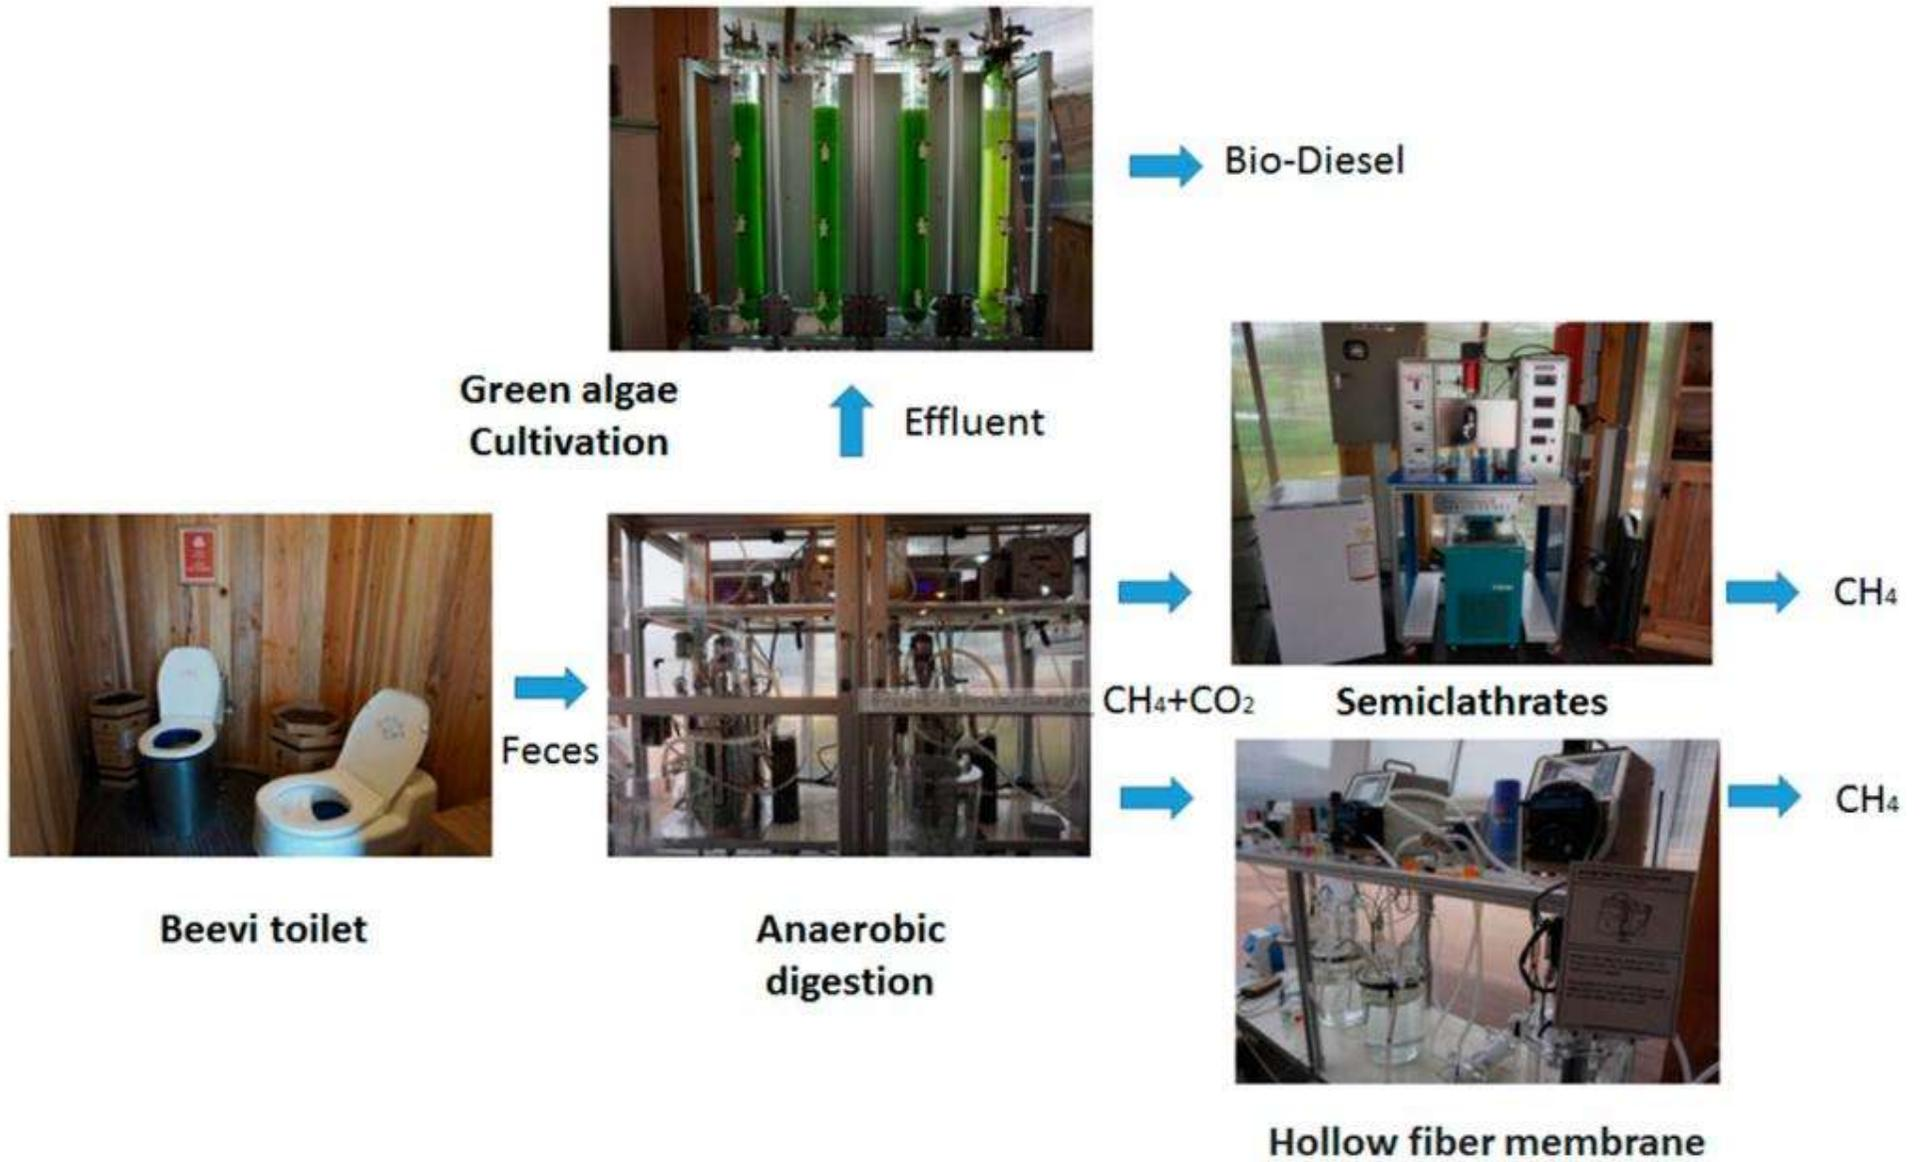 Bio-Diesel
Green algae
Cultivation
Effluent
Feces
CH₄+CO₂
CH₄
Semiclathrates
CH₄
Beevi toilet
Anaerobic
digestion
Hollow fiber membrane